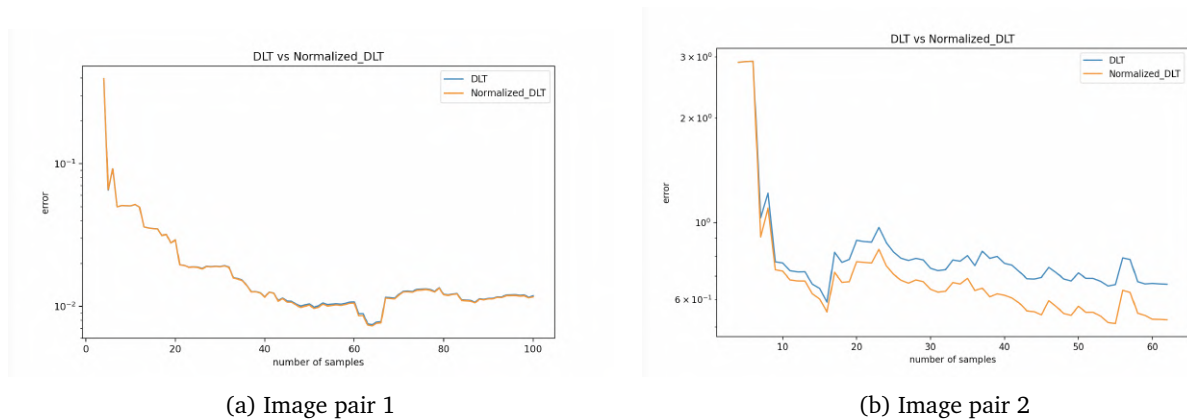 DLT vs Normalized_DLT
DLT
Normalized_DLT
10⁻¹
10⁻²
error
0 20 40 60 80 100
number of samples
(a) Image pair 1
DLT vs Normalized_DLT
DLT
Normalized_DLT
3 × 10⁰
2 × 10⁰
10⁰
6 × 10⁻¹
error
10 20 30 40 50 60
number of samples
(b) Image pair 2